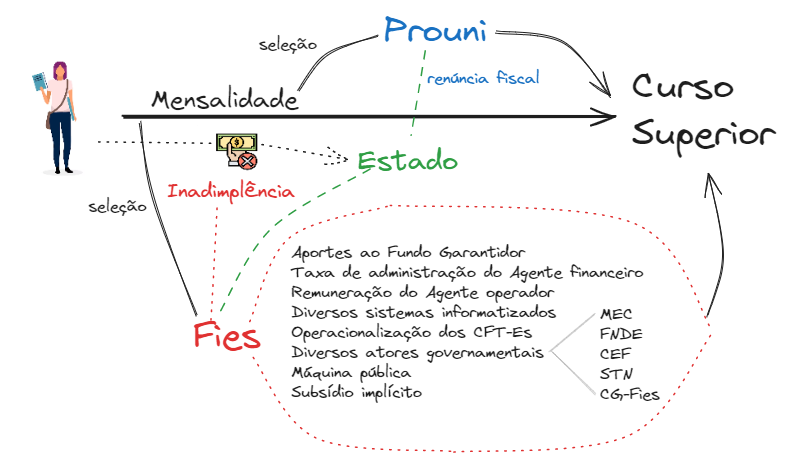 Prouni
seleção
renúncia fiscal
Mensalidade
Curso
Superior
Estado
Inadimplência
seleção
Fies
Aportes ao Fundo Garantidor
Taxa de administração do Agente financeiro
Remuneração do Agente operador
Diversos sistemas informatizados
Operacionalização dos CFT-Es
Diversos atores governamentais
Máquina pública
Subsídio implícito
MEC
FNDE
CEF
STN
CG-Fies